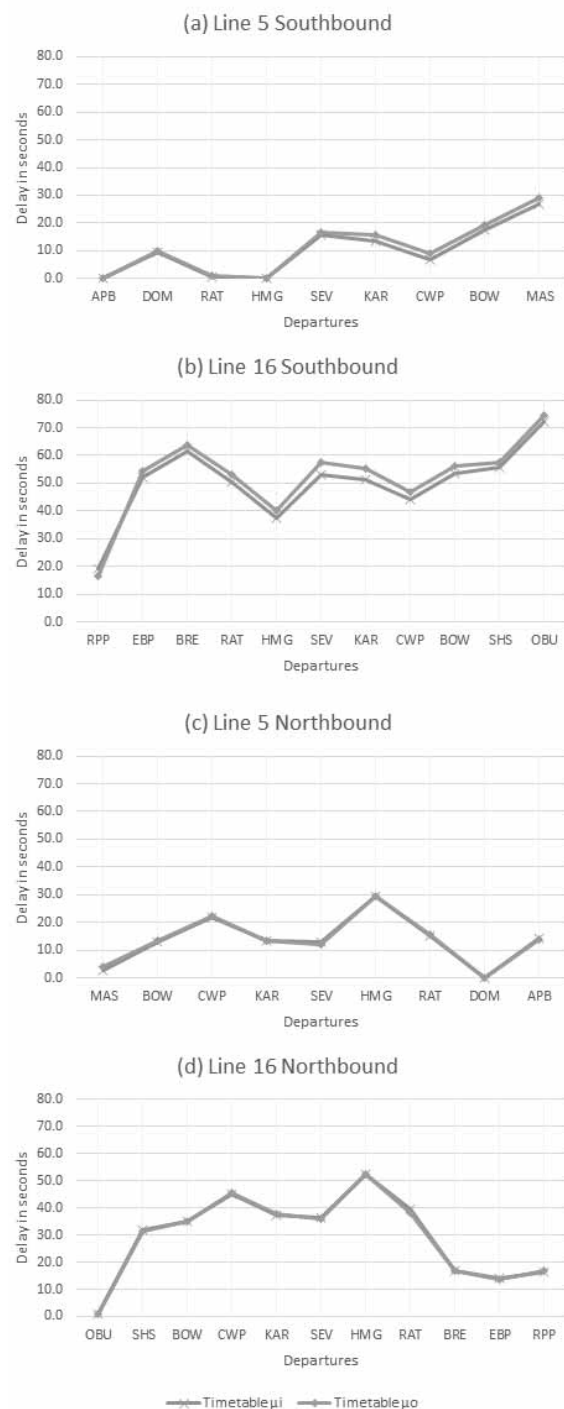 (a) Line 5 Southbound
80.0
70.0
60.0
50.0
40.0
30.0
20.0
10.0
0.0
Delay in seconds
APB DOM RAT HMG SEV KAR CWP BOW MAS
Departures
(b) Line 16 Southbound
80.0
70.0
60.0
50.0
40.0
30.0
20.0
10.0
0.0
Delay in seconds
RPP EBP BRE RAT HMG SEV KAR CWP BOW SHS OBU
Departures
(c) Line 5 Northbound
80.0
70.0
60.0
50.0
40.0
30.0
20.0
10.0
0.0
Delay in seconds
MAS BOW CWP KAR SEV HMG RAT DOM APB
Departures
(d) Line 16 Northbound
80.0
70.0
60.0
50.0
40.0
30.0
20.0
10.0
0.0
Delay in seconds
OBU SHS BOW CWP KAR SEV HMG RAT BRE EBP RPP
Departures
Timetable μi Timetable μo